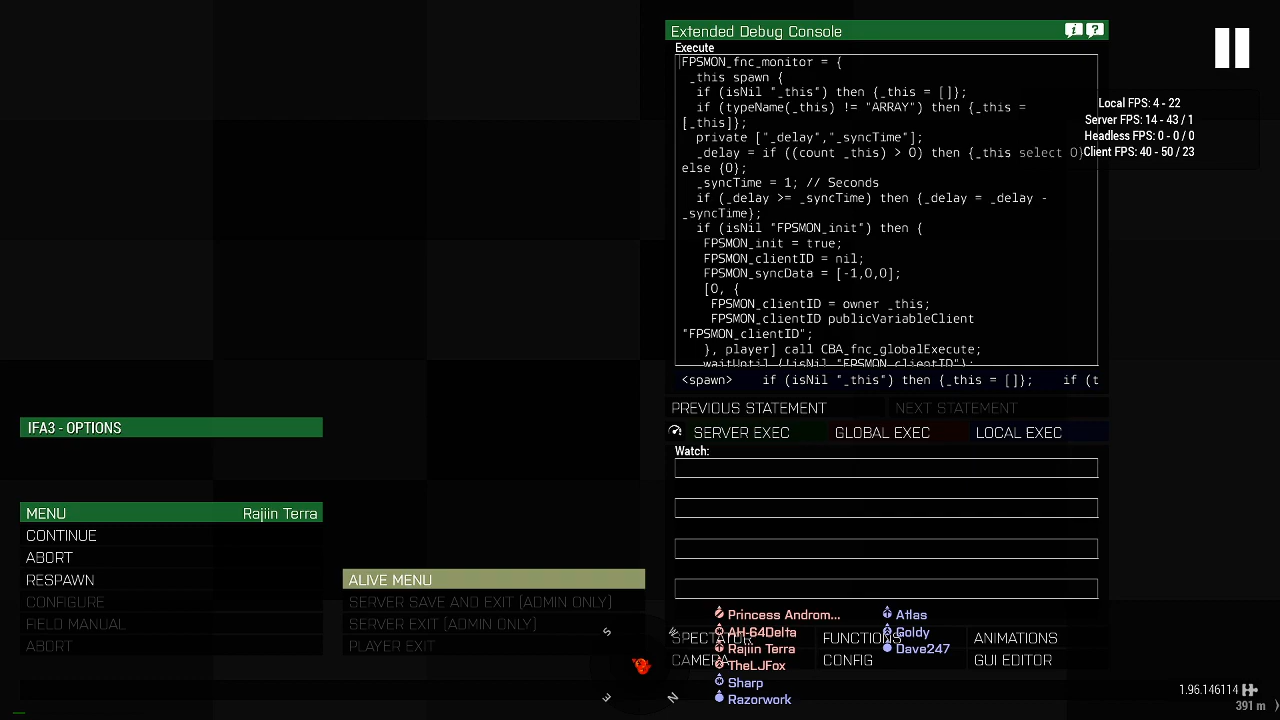 Extended Debug Console
Execute
FPSMON_fnc_monitor = {
_this spawn {
if (isNil "_this") then {_this = []};
if (typeName(_this) != "ARRAY") then {_this =
[_this]};
private ["_delay","_syncTime"];
_delay = if ((count _this) > 0) then {_this select 0}
else {0};
_syncTime = 1; // Seconds
if (_delay >= _syncTime) then {_delay = _delay -
_syncTime};
if (isNil "FPSMON_init") then {
FPSMON_init = true;
FPSMON_clientID = nil;
FPSMON_syncData = [-1,0,0];
[0, {
FPSMON_clientID = owner _this;
FPSMON_clientID publicVariableClient
"FPSMON_clientID";
}, player] call CBA_fnc_globalExecute;
waitUntil {!isNil "FPSMON_clientID"};
<spawn> if (isNil "_this") then {_this = []}; if (t
PREVIOUS STATEMENT
NEXT STATEMENT
SERVER EXEC
GLOBAL EXEC
LOCAL EXEC
Watch:
Local FPS: 4 - 22
Server FPS: 14 - 43 / 1
Headless FPS: 0 - 0 / 0
Client FPS: 40 - 50 / 23
IFA3 - OPTIONS
MENU Rajiin Terra
CONTINUE
ABORT
RESPAWN
CONFIGURE
FIELD MANUAL
ABORT
ALIVE MENU
SERVER SAVE AND EXIT [ADMIN ONLY]
SERVER EXIT [ADMIN ONLY]
PLAYER EXIT
SPECTATOR
FUNCTIONS
ANIMATIONS
CAMERA
CONFIG
GUI EDITOR
Princess Androm...
AH-64Delta
Rajiin Terra
TheLJFox
Sharp
Razorwork
Atlas
Goldy
Dave247
S
E
N
1.96.146114
391 m